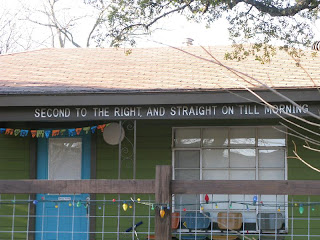 SECOND TO THE RIGHT, AND STRAIGHT ON TILL MORNING